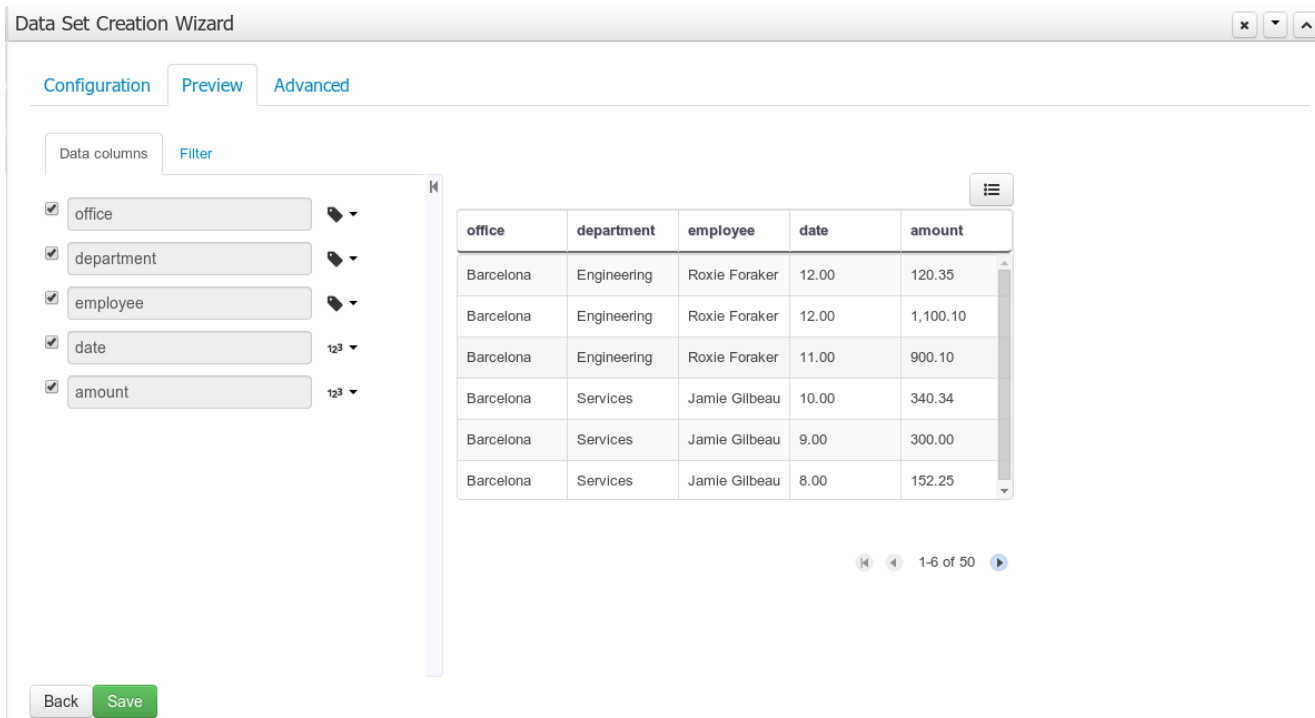 Data Set Creation Wizard
Configuration Preview Advanced
Data columns Filter
office
department
employee
date 123
amount 123
office department employee date amount
Barcelona Engineering Roxie Foraker 12.00 120.35
Barcelona Engineering Roxie Foraker 12.00 1,100.10
Barcelona Engineering Roxie Foraker 11.00 900.10
Barcelona Services Jamie Gilbeau 10.00 340.34
Barcelona Services Jamie Gilbeau 9.00 300.00
Barcelona Services Jamie Gilbeau 8.00 152.25
1-6 of 50
Back Save